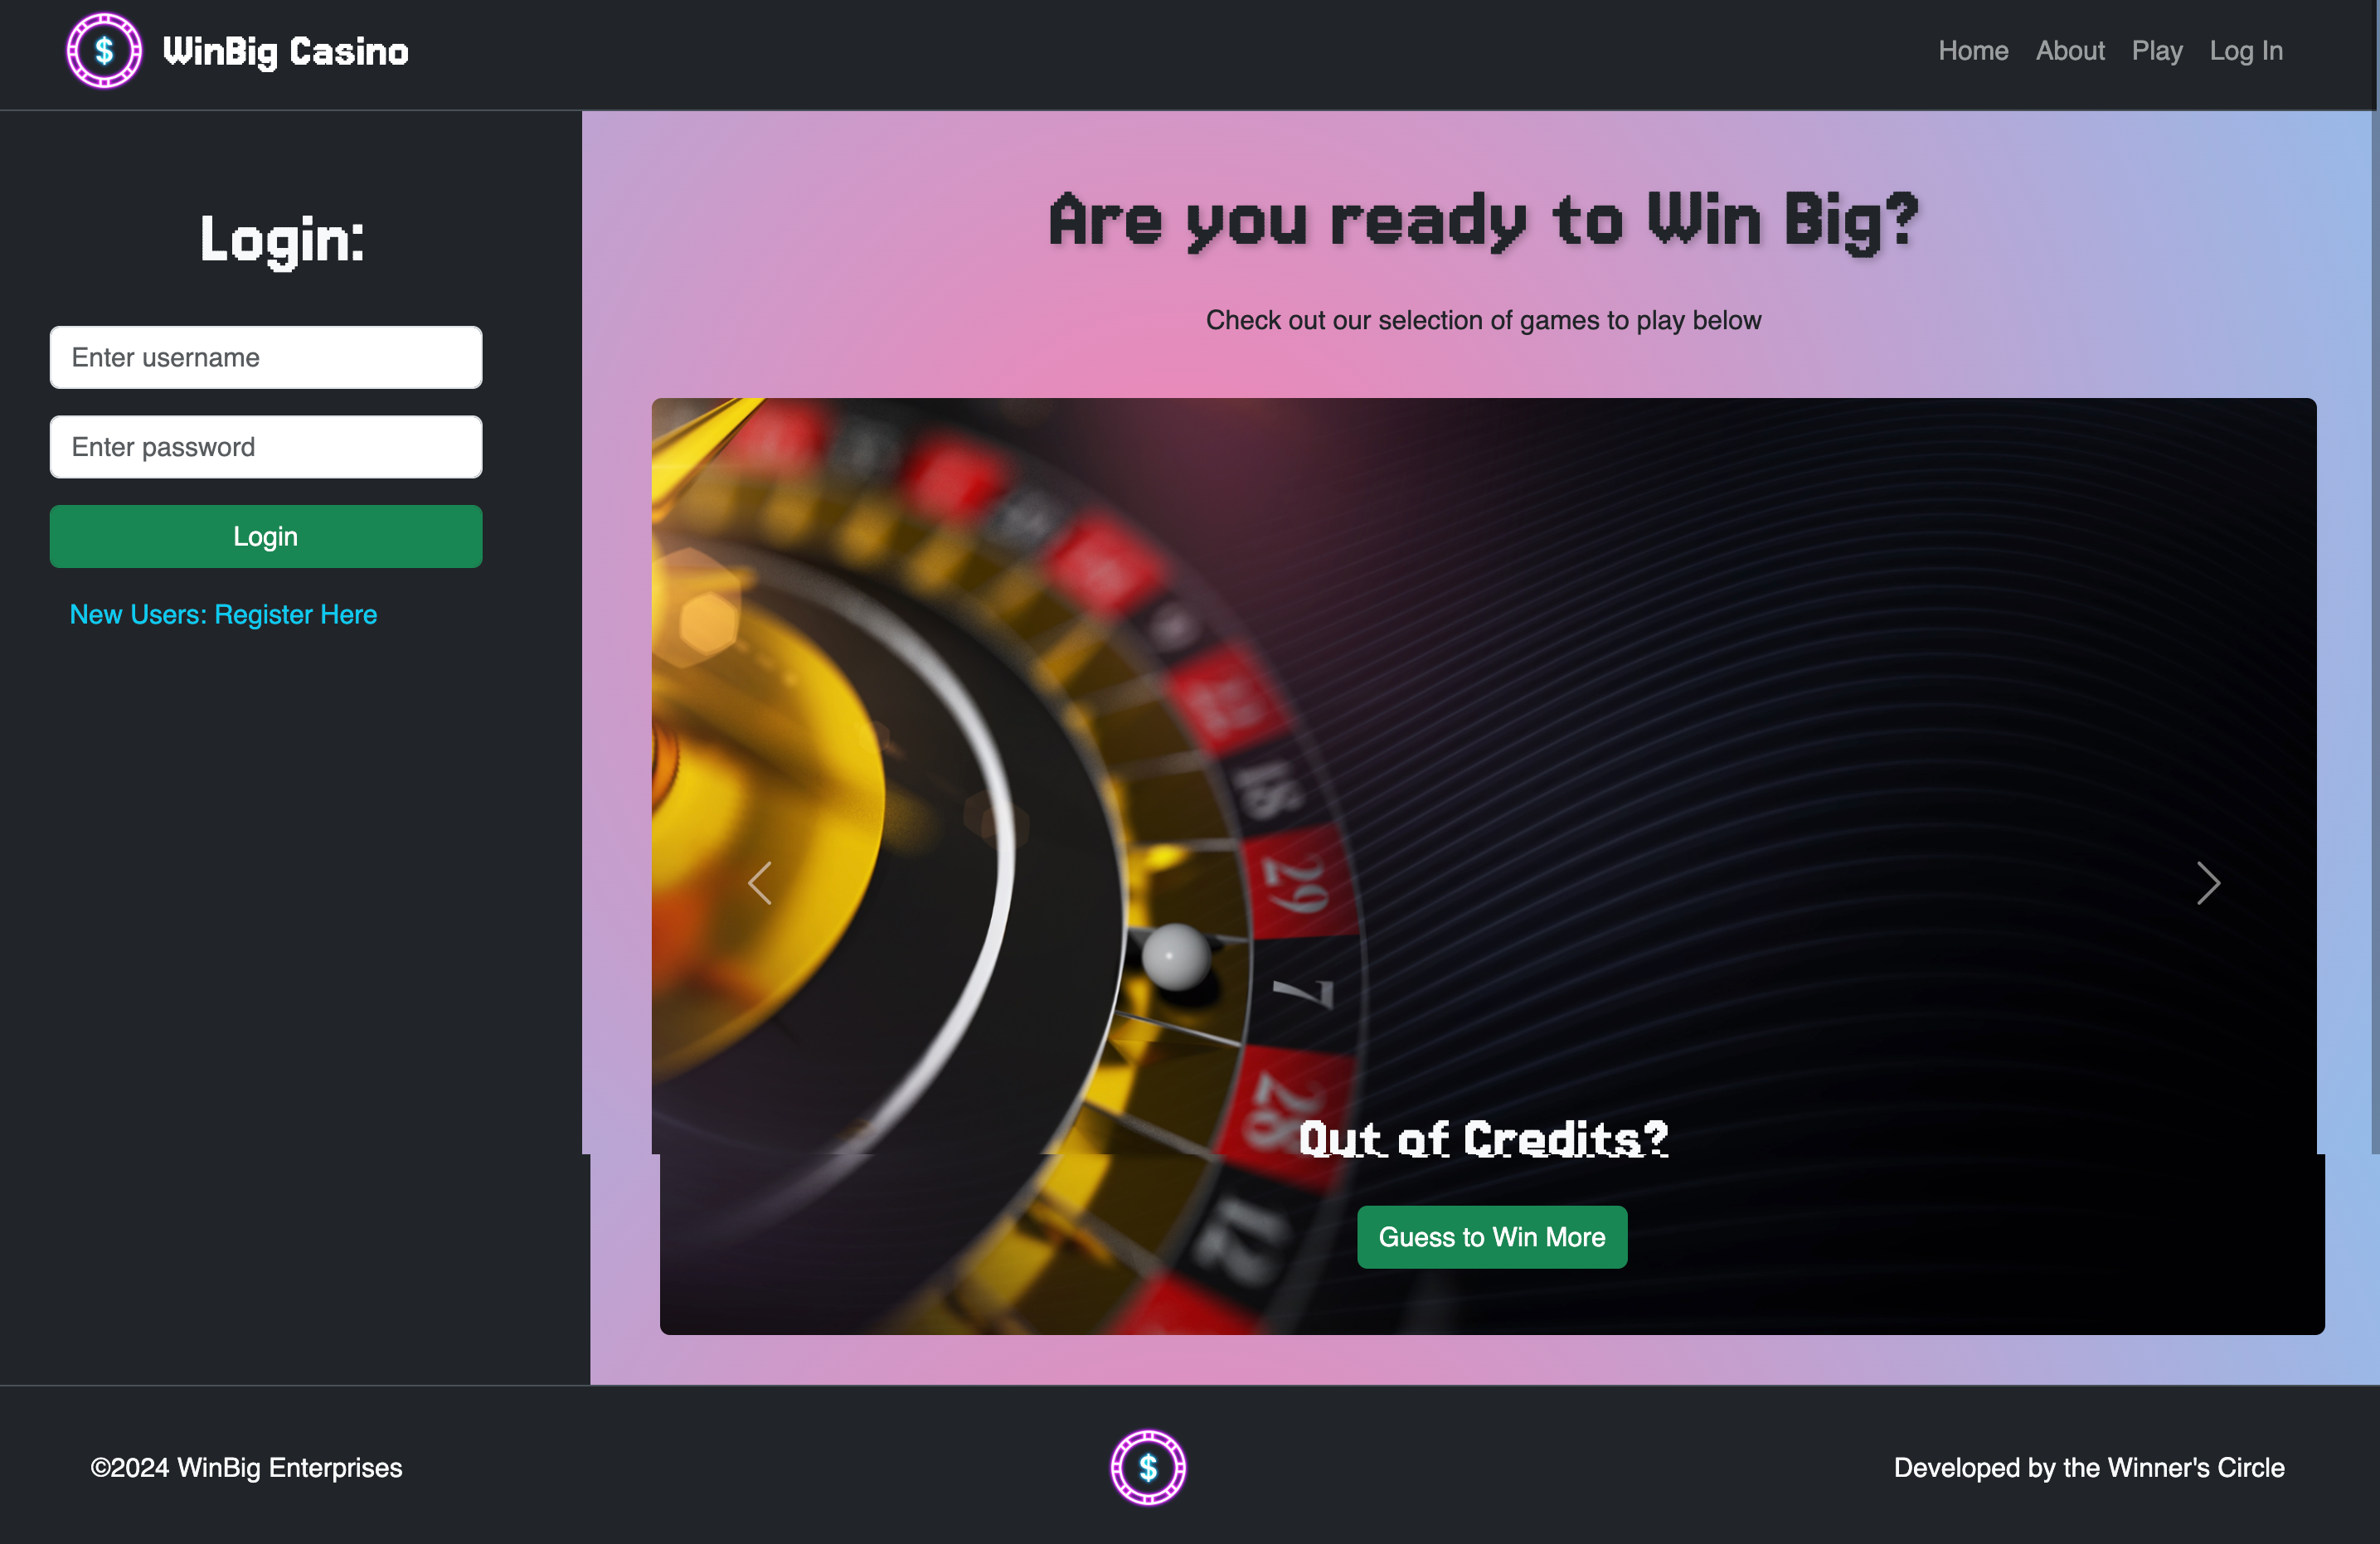 $ WinBig Casino
Home About Play Log In
Login:
Enter username
Enter password
Login
New Users: Register Here
Are you ready to Win Big?
Check out our selection of games to play below
18
29
7
28
12
Out of Credits?
Guess to Win More
©2024 WinBig Enterprises
$
Developed by the Winner's Circle